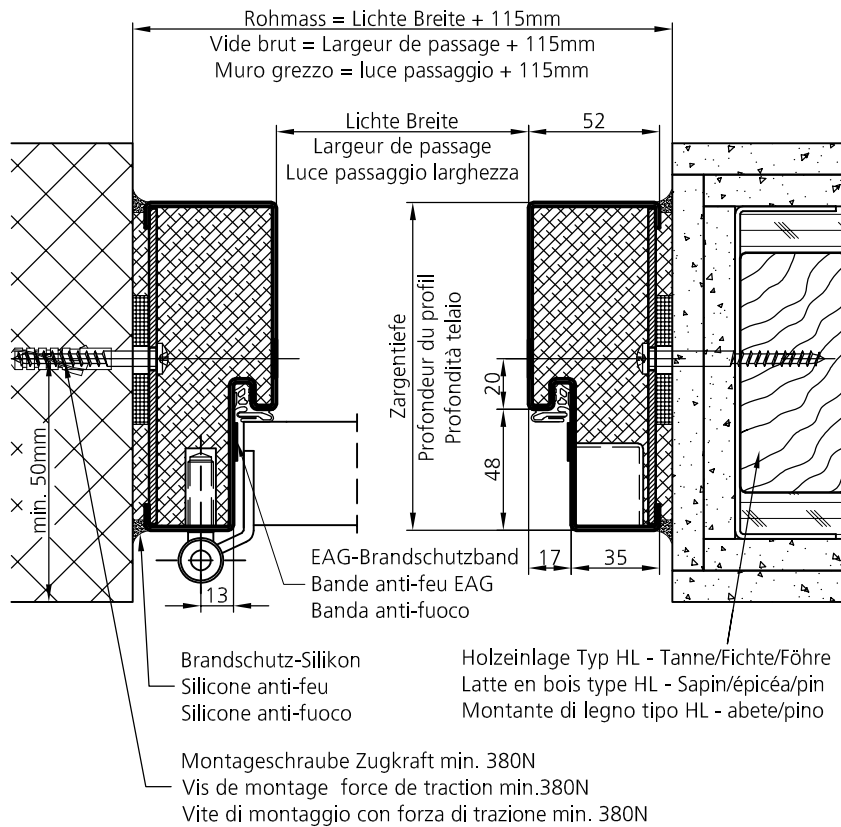 Rohmass = Lichte Breite + 115mm
Vide brut = Largeur de passage + 115mm
Muro grezzo = luce passaggio + 115mm
Lichte Breite
Largeur de passage
Luce passaggio larghezza
52
Zargentiefe
Profondeur du profil
Profondità telaio
20
48
min. 50mm
17
35
13
EAG-Brandschutzband
Bande anti-feu EAG
Banda anti-fuoco
Brandschutz-Silikon
Silicone anti-feu
Silicone anti-fuoco
Holzeinlage Typ HL - Tanne/Fichte/Föhre
Latte en bois type HL - Sapin/épicéa/pin
Montante di legno tipo HL - abete/pino
Montageschraube Zugkraft min. 380N
Vis de montage force de traction min.380N
Vite di montaggio con forza di trazione min. 380N